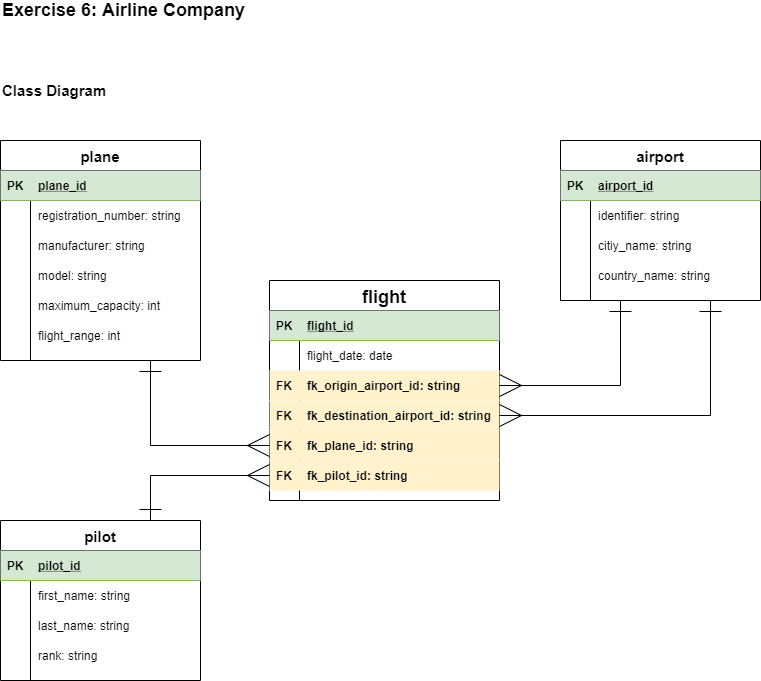 Exercise 6: Airline Company
Class Diagram
plane
PK plane_id
registration_number: string
manufacturer: string
model: string
maximum_capacity: int
flight_range: int
airport
PK airport_id
identifier: string
citiy_name: string
country_name: string
flight
PK flight_id
flight_date: date
FK fk_origin_airport_id: string
FK fk_destination_airport_id: string
FK fk_plane_id: string
FK fk_pilot_id: string
pilot
PK pilot_id
first_name: string
last_name: string
rank: string